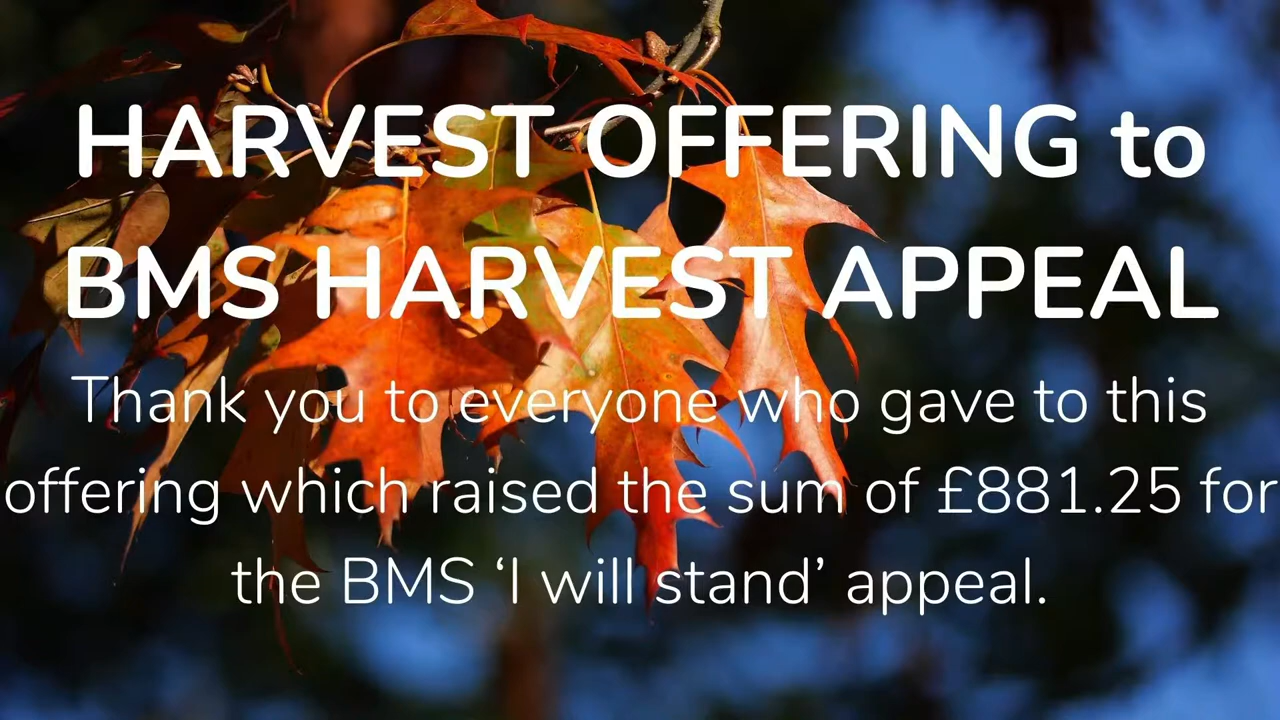 HARVEST OFFERING to
BMS HARVEST APPEAL
Thank you to everyone who gave to this
offering which raised the sum of £881.25 for
the BMS ‘I will stand’ appeal.